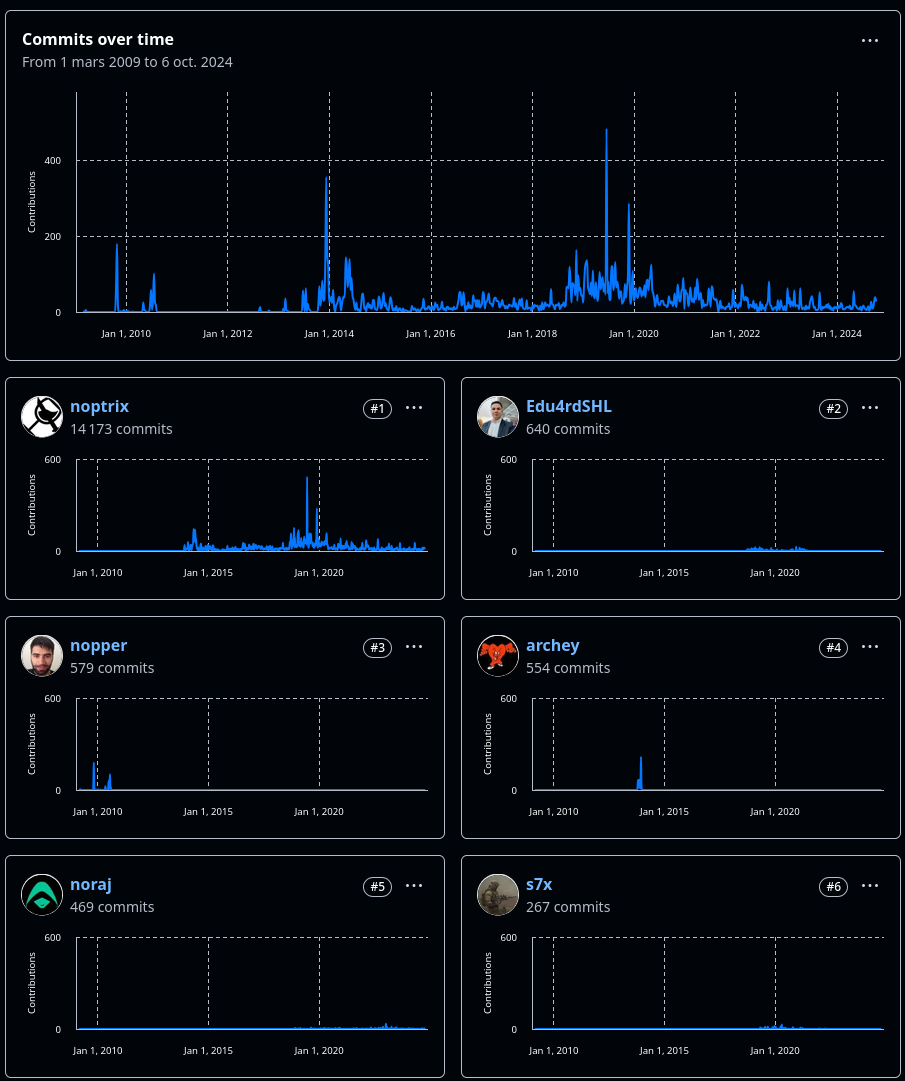 Commits over time
From 1 mars 2009 to 6 oct. 2024
Contributions
400
200
0
Jan 1, 2010 Jan 1, 2012 Jan 1, 2014 Jan 1, 2016 Jan 1, 2018 Jan 1, 2020 Jan 1, 2022 Jan 1, 2024
noptrix #1
14 173 commits
Contributions
600
0
Jan 1, 2010 Jan 1, 2015 Jan 1, 2020
Edu4rdSHL #2
640 commits
Contributions
600
0
Jan 1, 2010 Jan 1, 2015 Jan 1, 2020
nopper #3
579 commits
Contributions
600
0
Jan 1, 2010 Jan 1, 2015 Jan 1, 2020
archey #4
554 commits
Contributions
600
0
Jan 1, 2010 Jan 1, 2015 Jan 1, 2020
noraj #5
469 commits
Contributions
600
0
Jan 1, 2010 Jan 1, 2015 Jan 1, 2020
s7x #6
267 commits
Contributions
600
0
Jan 1, 2010 Jan 1, 2015 Jan 1, 2020